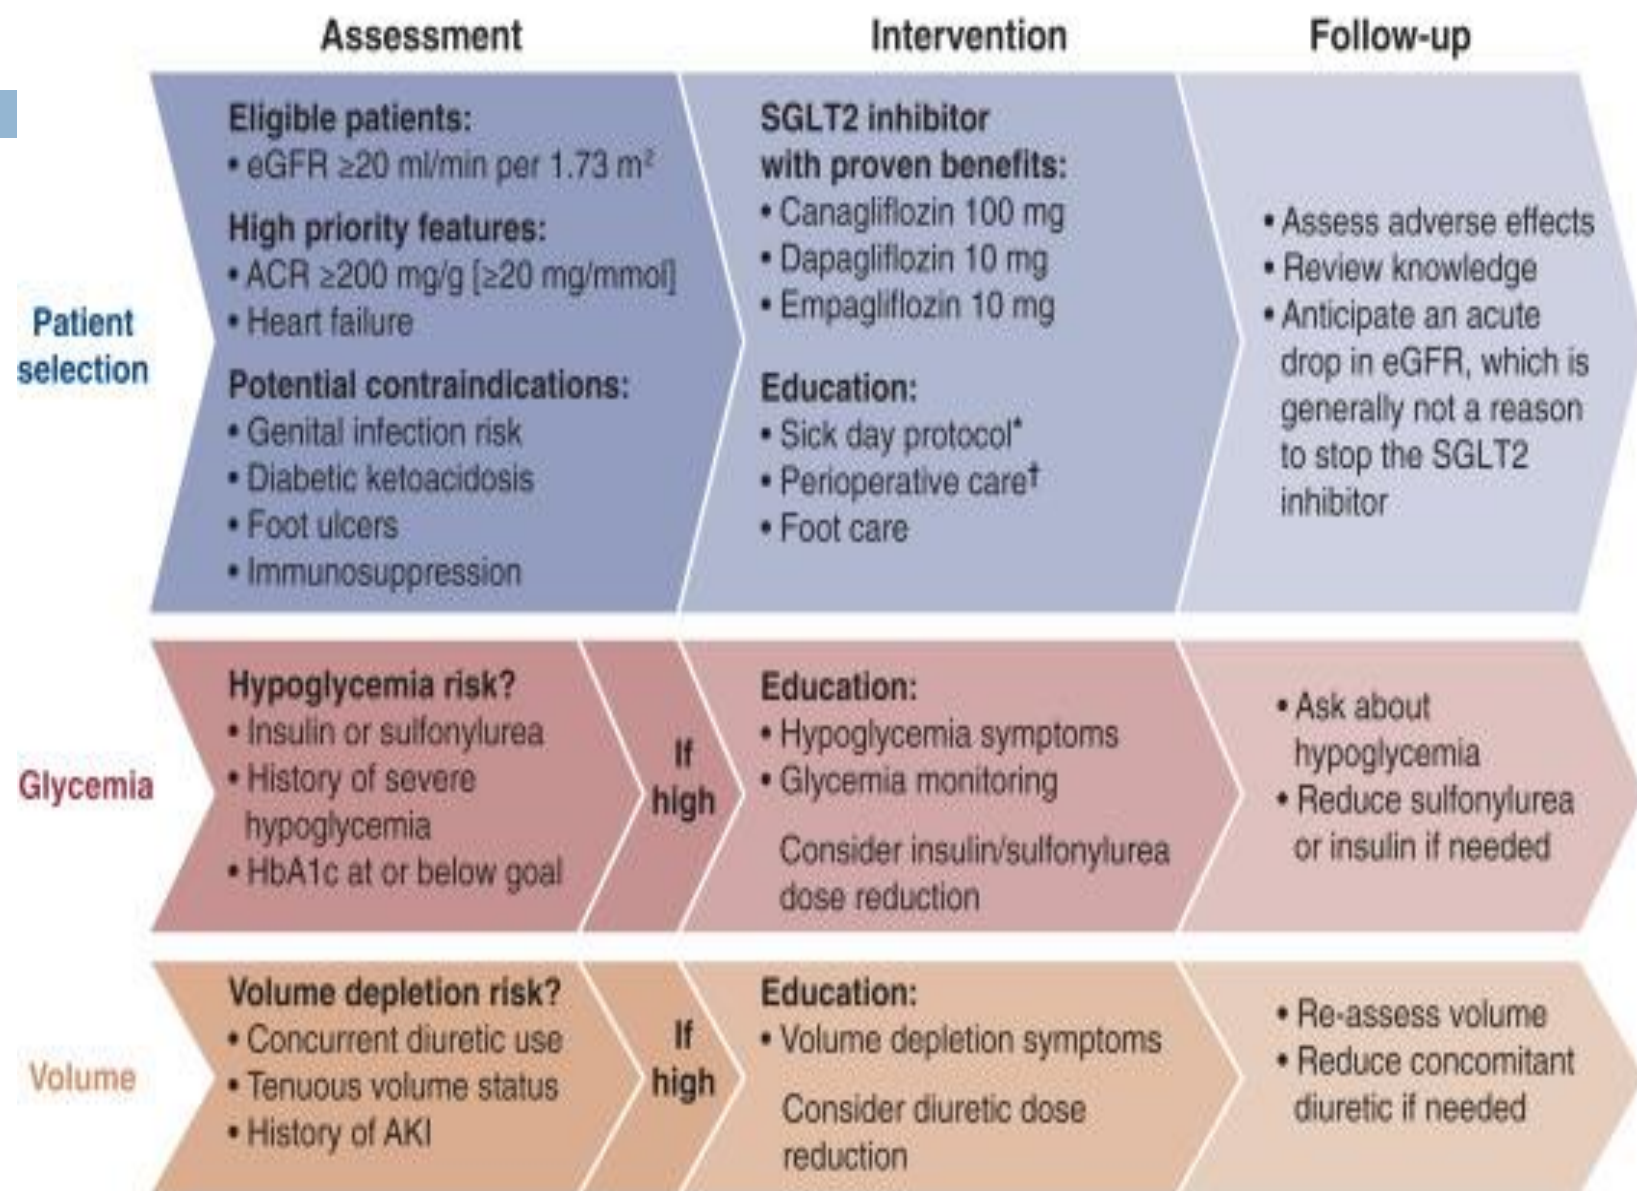 Assessment
Intervention
Follow-up
Patient
selection
Eligible patients:
• eGFR ≥20 ml/min per 1.73 m²
High priority features:
• ACR ≥200 mg/g [≥20 mg/mmol]
• Heart failure
Potential contraindications:
• Genital infection risk
• Diabetic ketoacidosis
• Foot ulcers
• Immunosuppression
SGLT2 inhibitor
with proven benefits:
• Canagliflozin 100 mg
• Dapagliflozin 10 mg
• Empagliflozin 10 mg
Education:
• Sick day protocol*
• Perioperative care†
• Foot care
• Assess adverse effects
• Review knowledge
• Anticipate an acute
drop in eGFR, which is
generally not a reason
to stop the SGLT2
inhibitor
Glycemia
Hypoglycemia risk?
• Insulin or sulfonylurea
• History of severe
hypoglycemia
• HbA1c at or below goal
If
high
Education:
• Hypoglycemia symptoms
• Glycemia monitoring
Consider insulin/sulfonylurea
dose reduction
• Ask about
hypoglycemia
• Reduce sulfonylurea
or insulin if needed
Volume
Volume depletion risk?
• Concurrent diuretic use
• Tenuous volume status
• History of AKI
If
high
Education:
• Volume depletion symptoms
Consider diuretic dose
reduction
• Re-assess volume
• Reduce concomitant
diuretic if needed